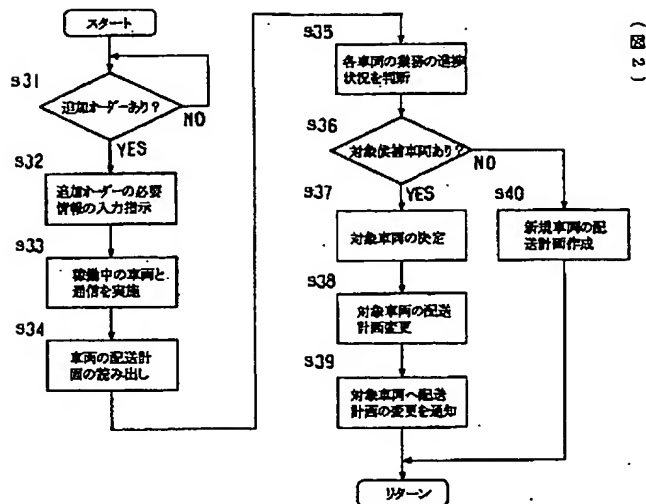 (図2)
スタート
s31
追加オーダーあり?
NO
YES
s32
追加オーダーの必要
情報の入力指示
s33
稼働中の車両と
通信を実施
s34
車両の配送計
画の読み出し
s35
各車両の業務の進捗
状況を判断
s36
対象候補車両あり?
NO
YES
s37
対象車両の決定
s38
対象車両の配送
計画変更
s39
対象車両へ配送
計画の変更を通知
s40
新規車両の配
送計画作成
リターン